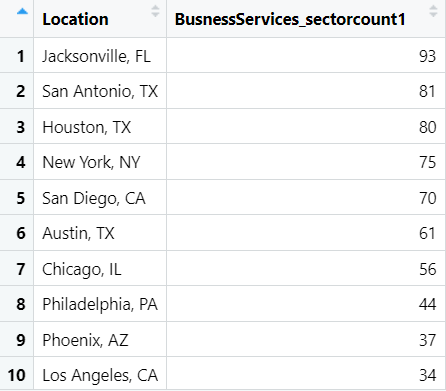 Location BusnessServices_sectorcount1
1 Jacksonville, FL 93
2 San Antonio, TX 81
3 Houston, TX 80
4 New York, NY 75
5 San Diego, CA 70
6 Austin, TX 61
7 Chicago, IL 56
8 Philadelphia, PA 44
9 Phoenix, AZ 37
10 Los Angeles, CA 34